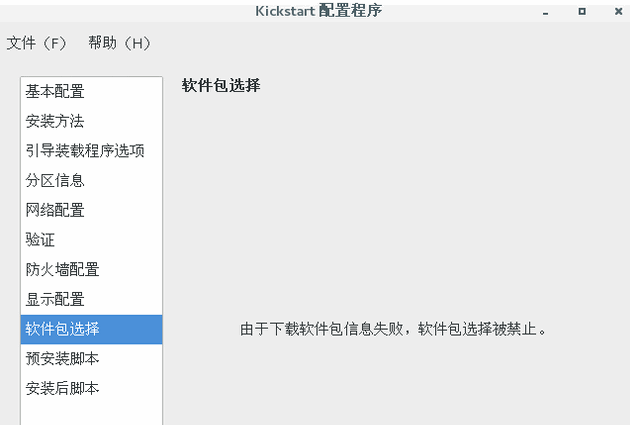 Kickstart 配置程序
文件（F） 帮助（H）
基本配置
安装方法
引导装载程序选项
分区信息
网络配置
验证
防火墙配置
显示配置
软件包选择
预安装脚本
安装后脚本
软件包选择
由于下载软件包信息失败，软件包选择被禁止。